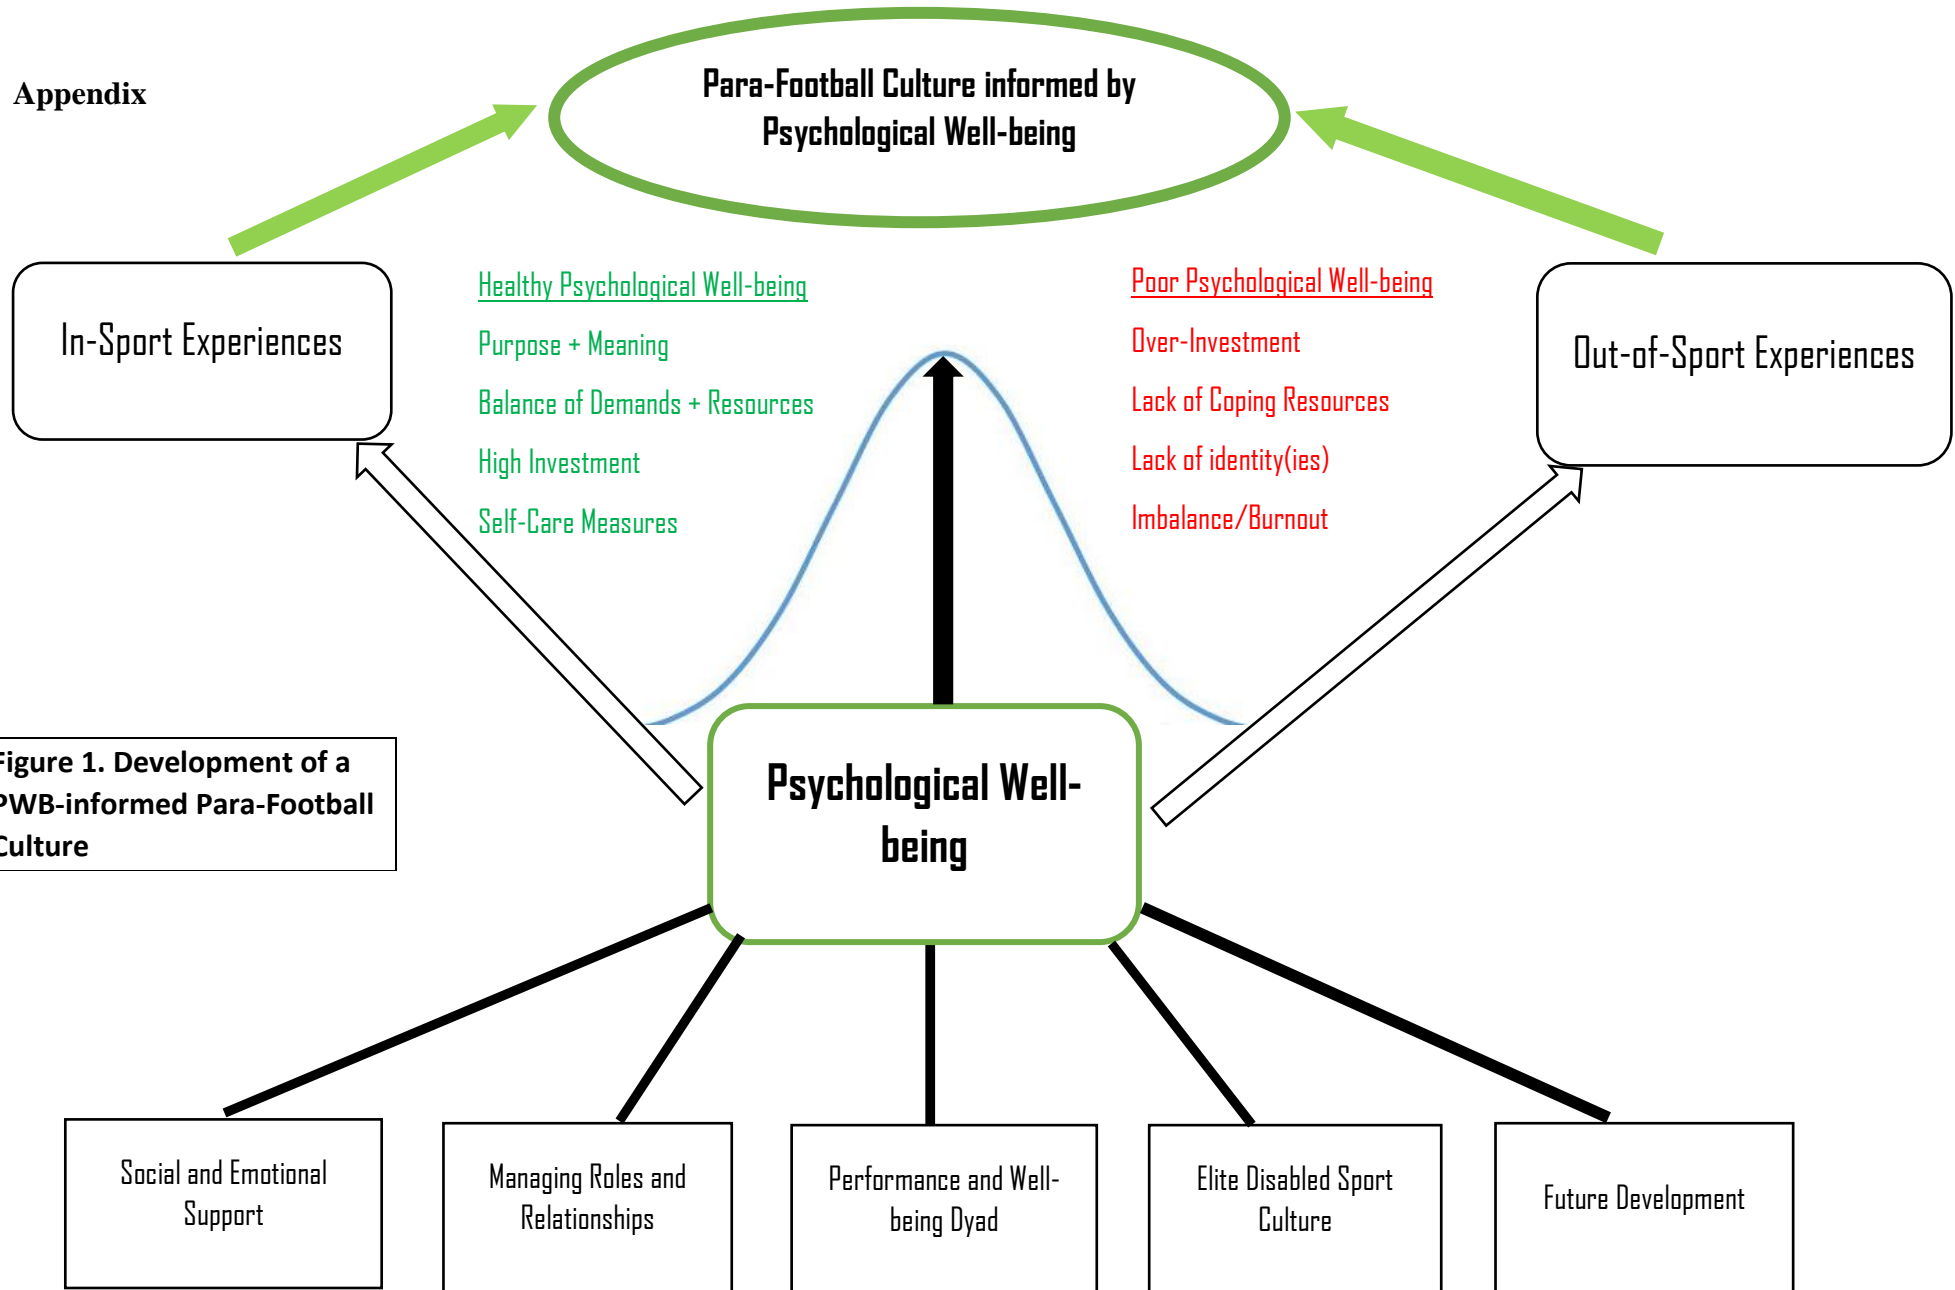 Appendix
Para-Football Culture informed by
Psychological Well-being
In-Sport Experiences
Healthy Psychological Well-being
Purpose + Meaning
Balance of Demands + Resources
High Investment
Self-Care Measures
Poor Psychological Well-being
Over-Investment
Lack of Coping Resources
Lack of identity(ies)
Imbalance/Burnout
Out-of-Sport Experiences
Figure 1. Development of a
PWB-informed Para-Football
Culture
Psychological Well-
being
Social and Emotional
Support
Managing Roles and
Relationships
Performance and Well-
being Dyad
Elite Disabled Sport
Culture
Future Development